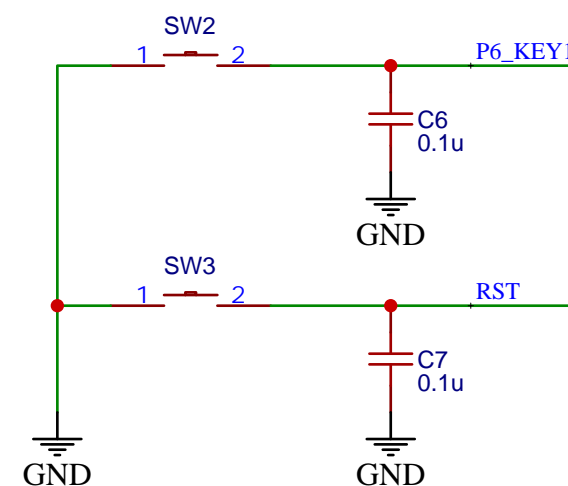 SW2
1 2 P6_KEY1
C6
0.1u
GND
SW3
1 2 RST
C7
0.1u
GND GND